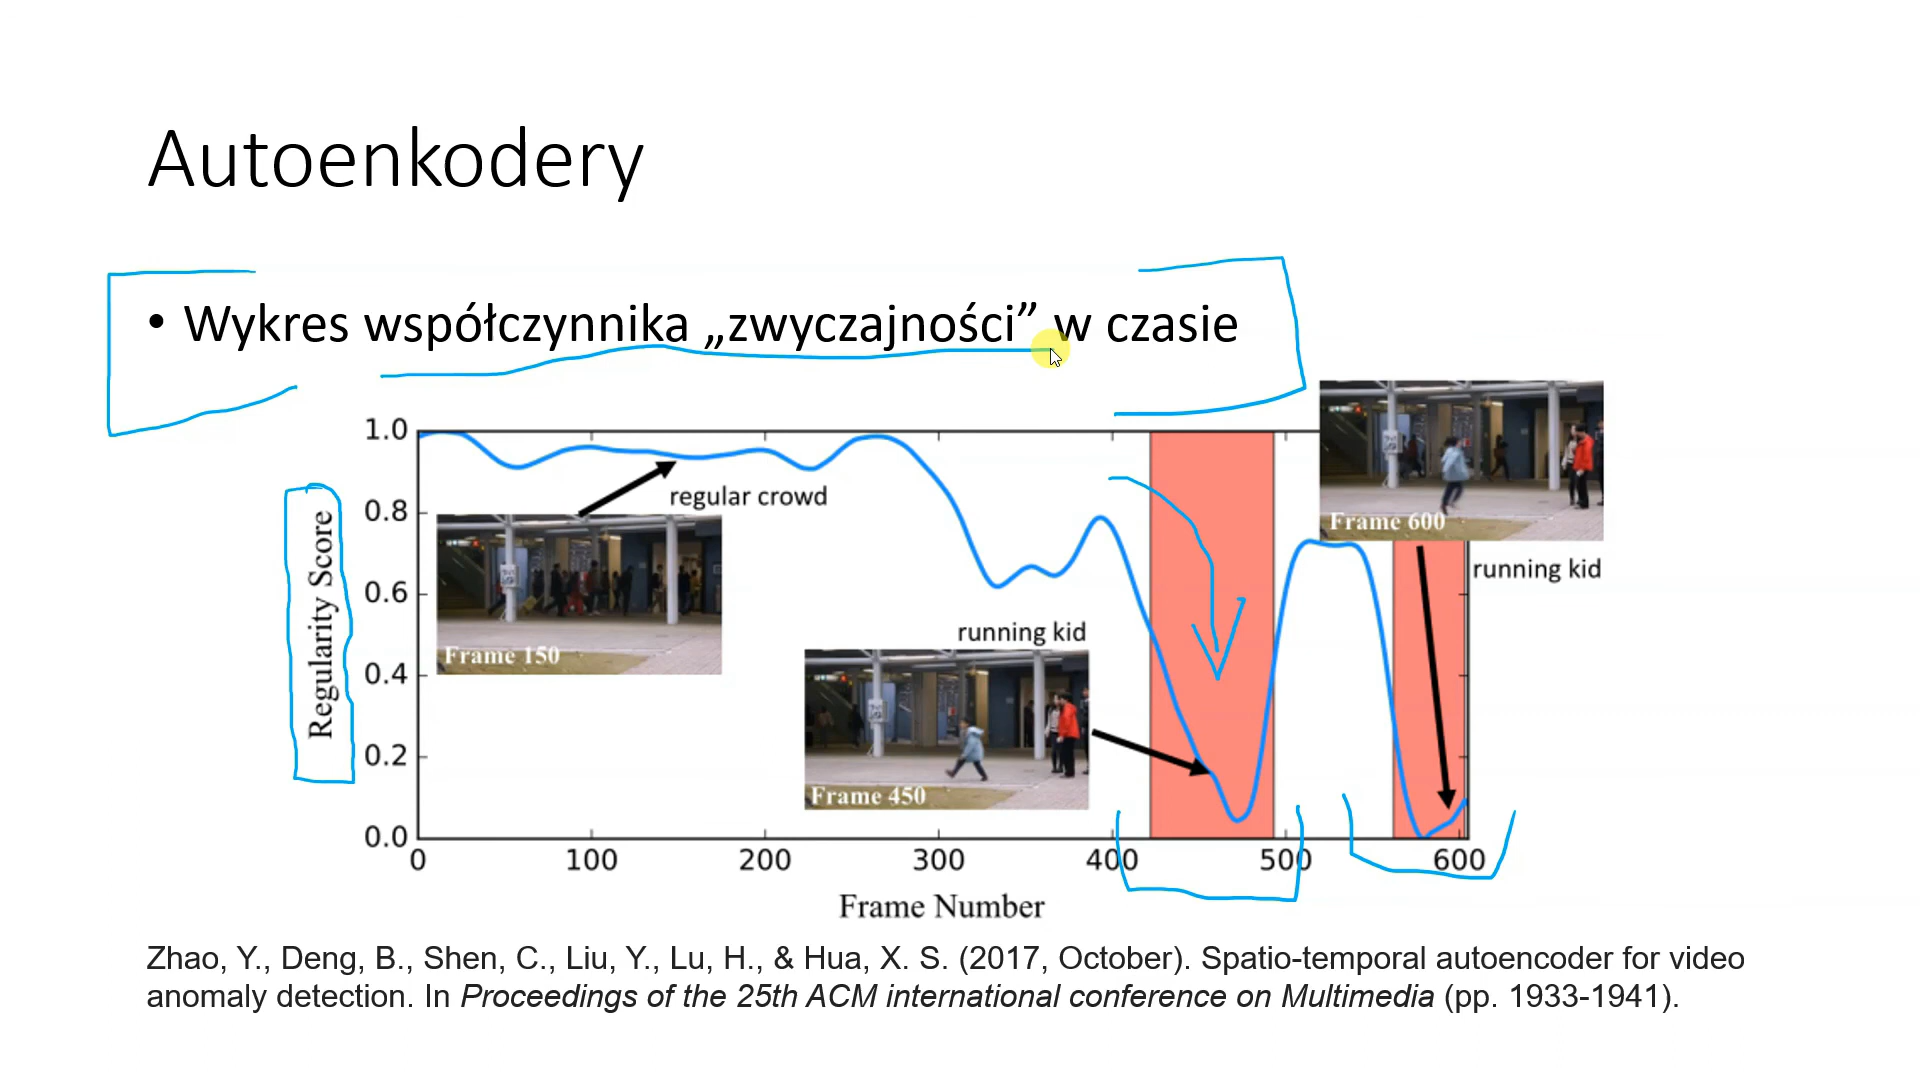 Autoenkodery
• Wykres współczynnika „zwyczajności” w czasie
1.0
0.8
0.6
0.4
0.2
0.0
Regularity Score
regular crowd
Frame 150
running kid
Frame 450
Frame 600
running kid
0 100 200 300 400 500 600
Frame Number
Zhao, Y., Deng, B., Shen, C., Liu, Y., Lu, H., & Hua, X. S. (2017, October). Spatio-temporal autoencoder for video
anomaly detection. In Proceedings of the 25th ACM international conference on Multimedia (pp. 1933-1941).